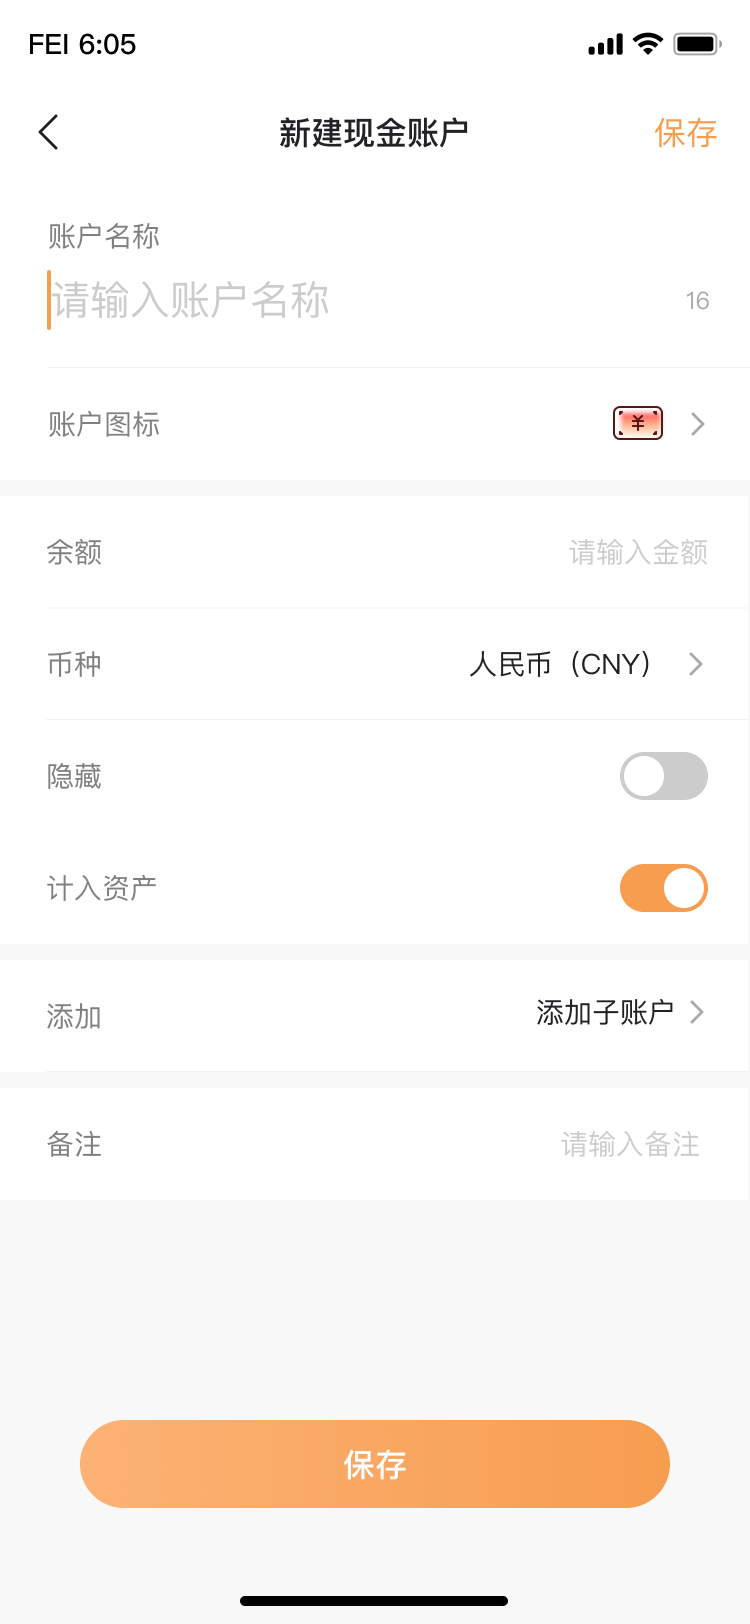 FEI 6:05
新建现金账户
保存
账户名称
请输入账户名称
16
账户图标
¥
余额
请输入金额
币种
人民币（CNY）
隐藏
计入资产
添加
添加子账户
备注
请输入备注
保存